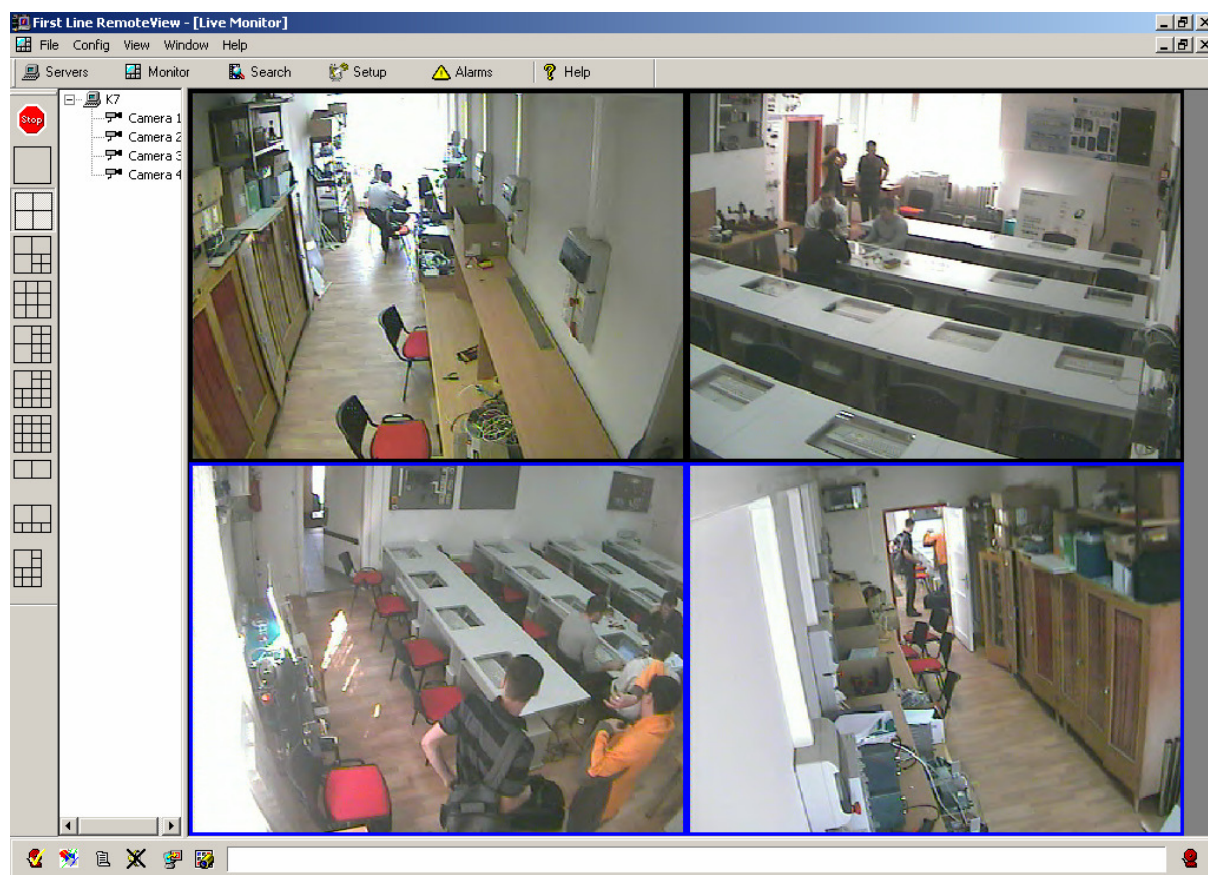 First Line RemoteView - [Live Monitor]
File Config View Window Help
Servers Monitor Search Setup Alarms Help
Stop
K7
Camera 1
Camera 2
Camera 3
Camera 4